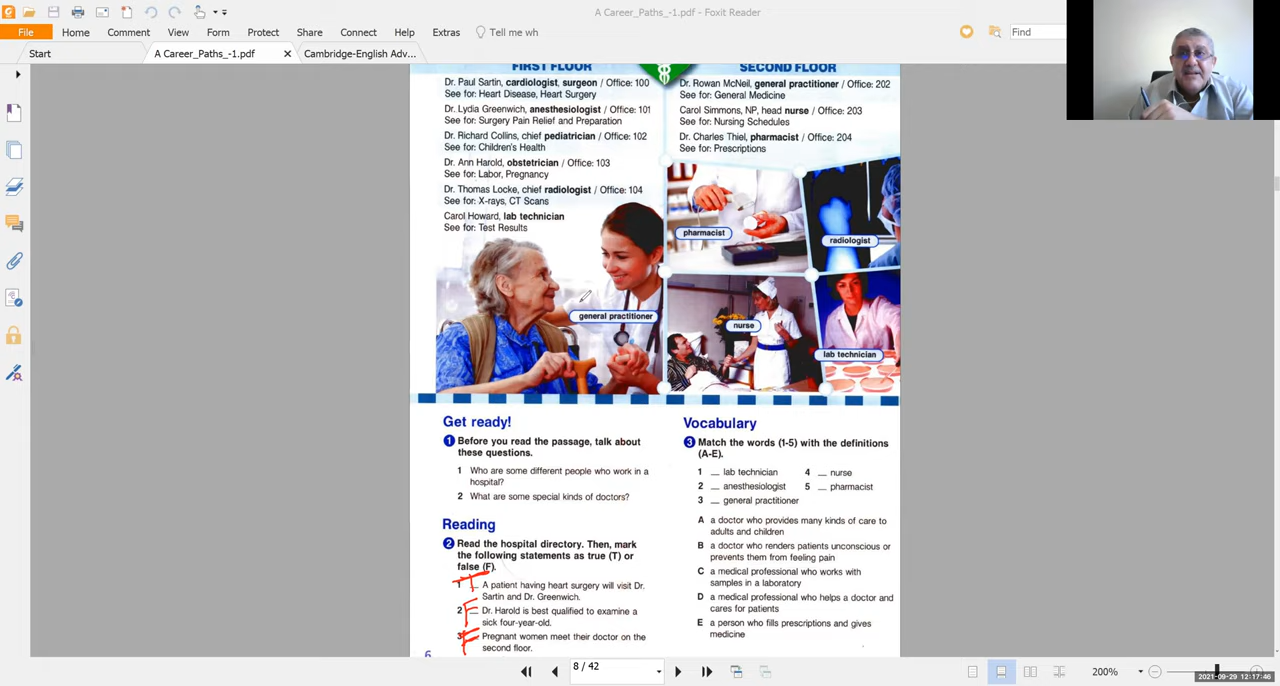 A Career_Paths_-1.pdf - Foxit Reader
File Home Comment View Form Protect Share Connect Help Extras Tell me wh Find
Start A Career_Paths_-1.pdf Cambridge-English Adv...
FIRST FLOOR
Dr. Paul Sartin, cardiologist, surgeon / Office: 100
See for: Heart Disease, Heart Surgery
Dr. Lydia Greenwich, anesthesiologist / Office: 101
See for: Surgery Pain Relief and Preparation
Dr. Richard Collins, chief pediatrician / Office: 102
See for: Children's Health
Dr. Ann Harold, obstetrician / Office: 103
See for: Labor, Pregnancy
Dr. Thomas Locke, chief radiologist / Office: 104
See for: X-rays, CT Scans
Carol Howard, lab technician
See for: Test Results
SECOND FLOOR
Dr. Rowan McNeil, general practitioner / Office: 202
See for: General Medicine
Carol Simmons, NP, head nurse / Office: 203
See for: Nursing Schedules
Dr. Charles Thiel, pharmacist / Office: 204
See for: Prescriptions
pharmacist
radiologist
general practitioner
nurse
lab technician
Get ready!
1 Before you read the passage, talk about
these questions.
1 Who are some different people who work in a
hospital?
2 What are some special kinds of doctors?
Reading
2 Read the hospital directory. Then, mark
the following statements as true (T) or
false (F).
1 T A patient having heart surgery will visit Dr.
Sartin and Dr. Greenwich.
2 F Dr. Harold is best qualified to examine a
sick four-year-old.
3 F Pregnant women meet their doctor on the
second floor.
6
Vocabulary
3 Match the words (1-5) with the definitions
(A-E).
1 __ lab technician 4 __ nurse
2 __ anesthesiologist 5 __ pharmacist
3 __ general practitioner
A a doctor who provides many kinds of care to
adults and children
B a doctor who renders patients unconscious or
prevents them from feeling pain
C a medical professional who works with
samples in a laboratory
D a medical professional who helps a doctor and
cares for patients
E a person who fills prescriptions and gives
medicine
8 / 42
200%
2021-09-29 12:17:46